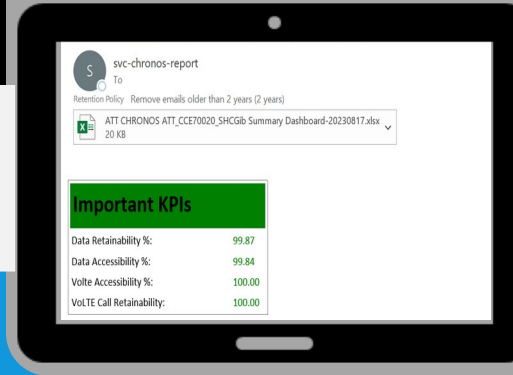 S
svc-chronos-report
To
Retention Policy Remove emails older than 2 years (2 years)
ATT CHRONOS ATT_CCE70020_SHCGib Summary Dashboard-20230817.xlsx
20 KB
Important KPIs
Data Retainability %: 99.87
Data Accessibility %: 99.84
Volte Accessibility %: 100.00
VoLTE Call Retainability: 100.00